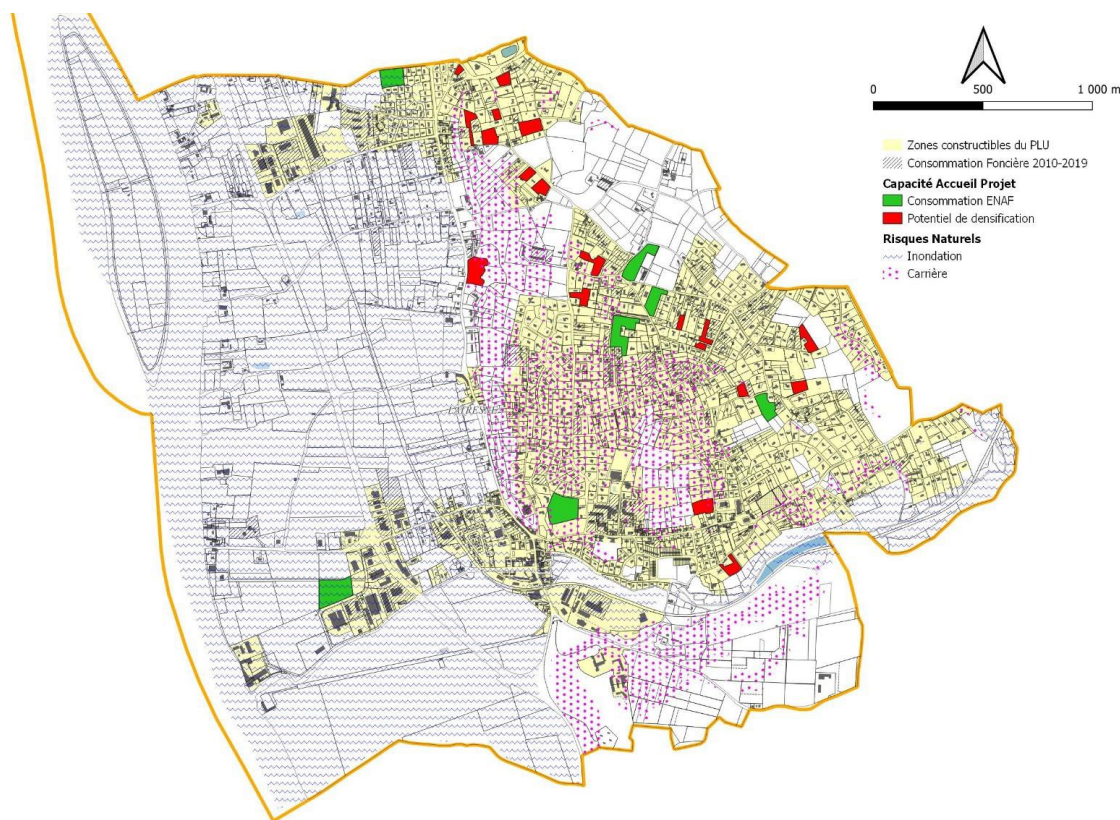 0
500
1 000 m
Zones constructibles du PLU
Consommation Foncière 2010-2019
Capacité Accueil Projet
Consommation ENAF
Potentiel de densification
Risques Naturels
Inondation
Carrière